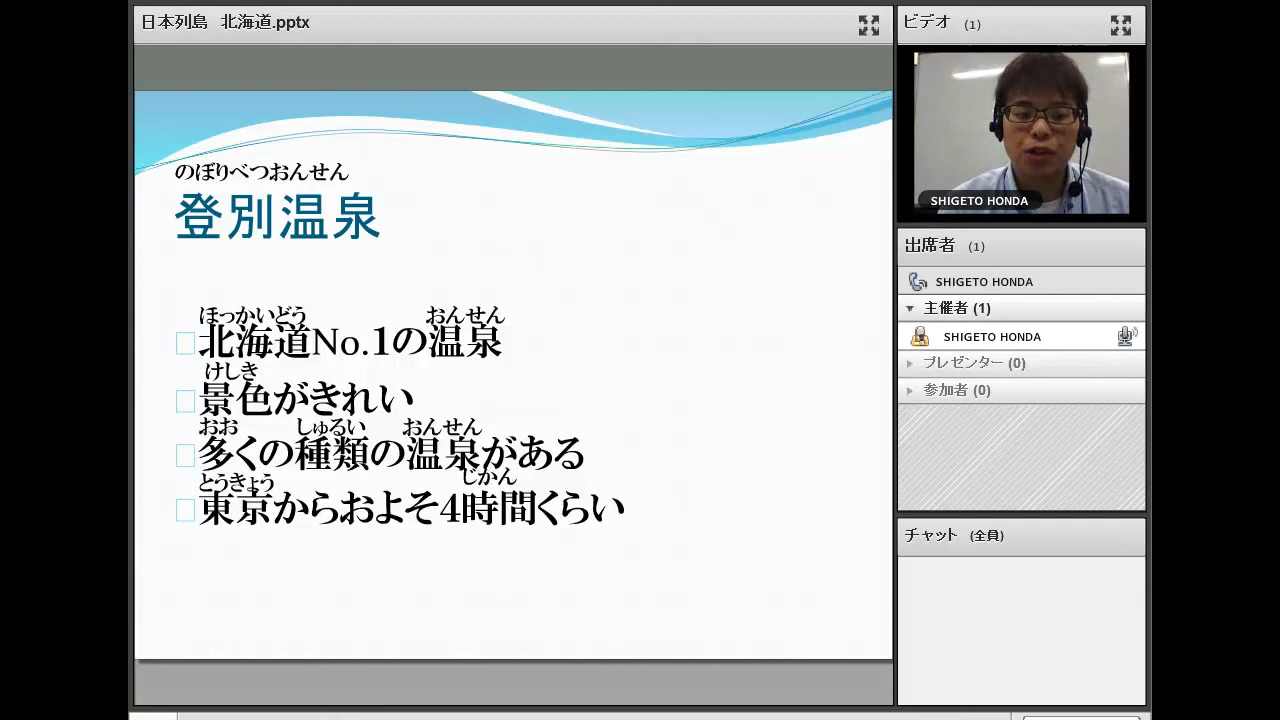 日本列島 北海道.pptx
のぼりべつおんせん
登別温泉
ほっかいどう おんせん
北海道No.1の温泉
けしき
景色がきれい
おお しゅるい おんせん
多くの種類の温泉がある
とうきょう じかん
東京からおよそ4時間くらい
ビデオ (1)
SHIGETO HONDA
出席者 (1)
SHIGETO HONDA
主催者 (1)
SHIGETO HONDA
プレゼンター (0)
参加者 (0)
チャット (全員)